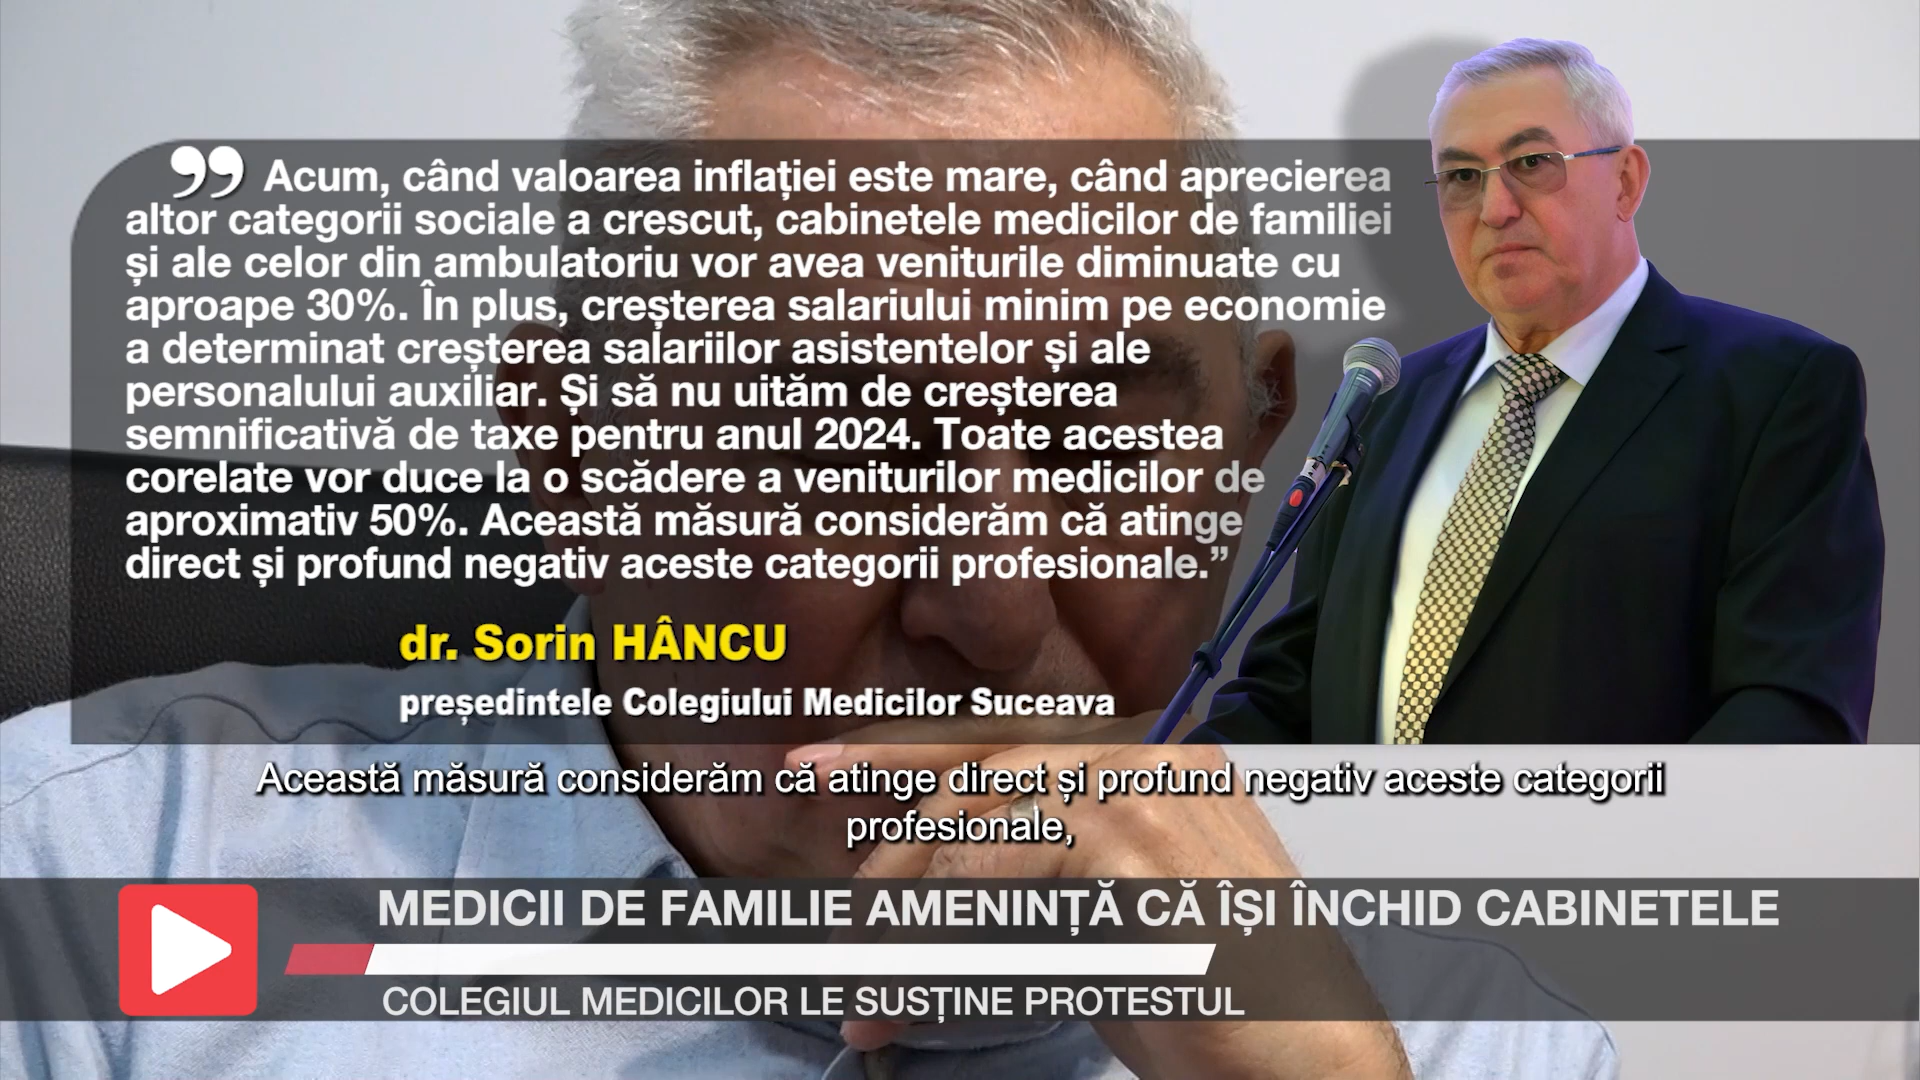 ”Acum, când valoarea inflației este mare, când aprecierea
altor categorii sociale a crescut, cabinetele medicilor de familiei
și ale celor din ambulatoriu vor avea veniturile diminuate cu
aproape 30%. În plus, creșterea salariului minim pe economie
a determinat creșterea salariilor asistentelor și ale
personalului auxiliar. Și să nu uităm de creșterea
semnificativă de taxe pentru anul 2024. Toate acestea
corelate vor duce la o scădere a veniturilor medicilor de
aproximativ 50%. Această măsură considerăm că atinge
direct și profund negativ aceste categorii profesionale.”
dr. Sorin HÂNCU
președintele Colegiului Medicilor Suceava
Această măsură considerăm că atinge direct și profund negativ aceste categorii
profesionale,
MEDICII DE FAMILIE AMENINȚĂ CĂ ÎȘI ÎNCHID CABINETELE
COLEGIUL MEDICILOR LE SUSȚINE PROTESTUL